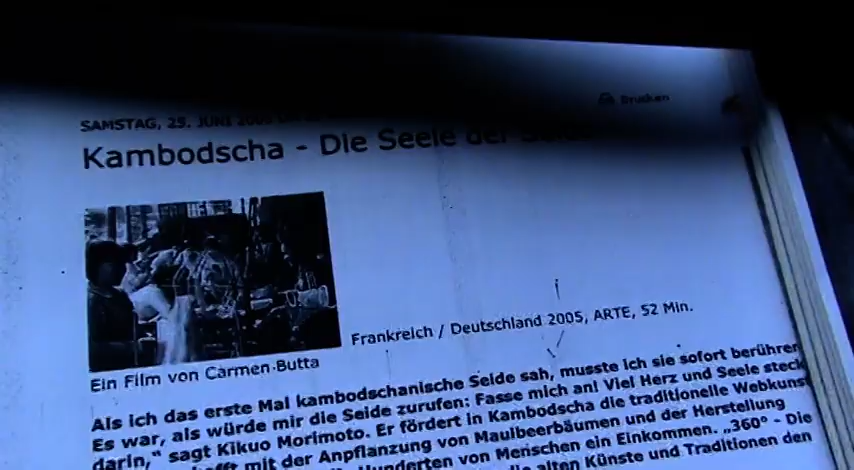 Drucken
SAMSTAG, 25. JUNI
Kambodscha - Die Seele der
Frankreich / Deutschland 2005, ARTE, 52 Min.
Ein Film von Carmen Butta
Als ich das erste Mal kambodschanische Seide sah, musste ich sie sofort berühren
Es war, als würde mir die Seide zurufen: Fasse mich an! Viel Herz und Seele steck
darin,“ sagt Kikuo Morimoto. Er fördert in Kambodscha die traditionelle Webkunst
mit der Anpflanzung von Maulbeerbäumen und der Herstellung
Hunderten von Menschen ein Einkommen. „360° - Die
die alten Künste und Traditionen den